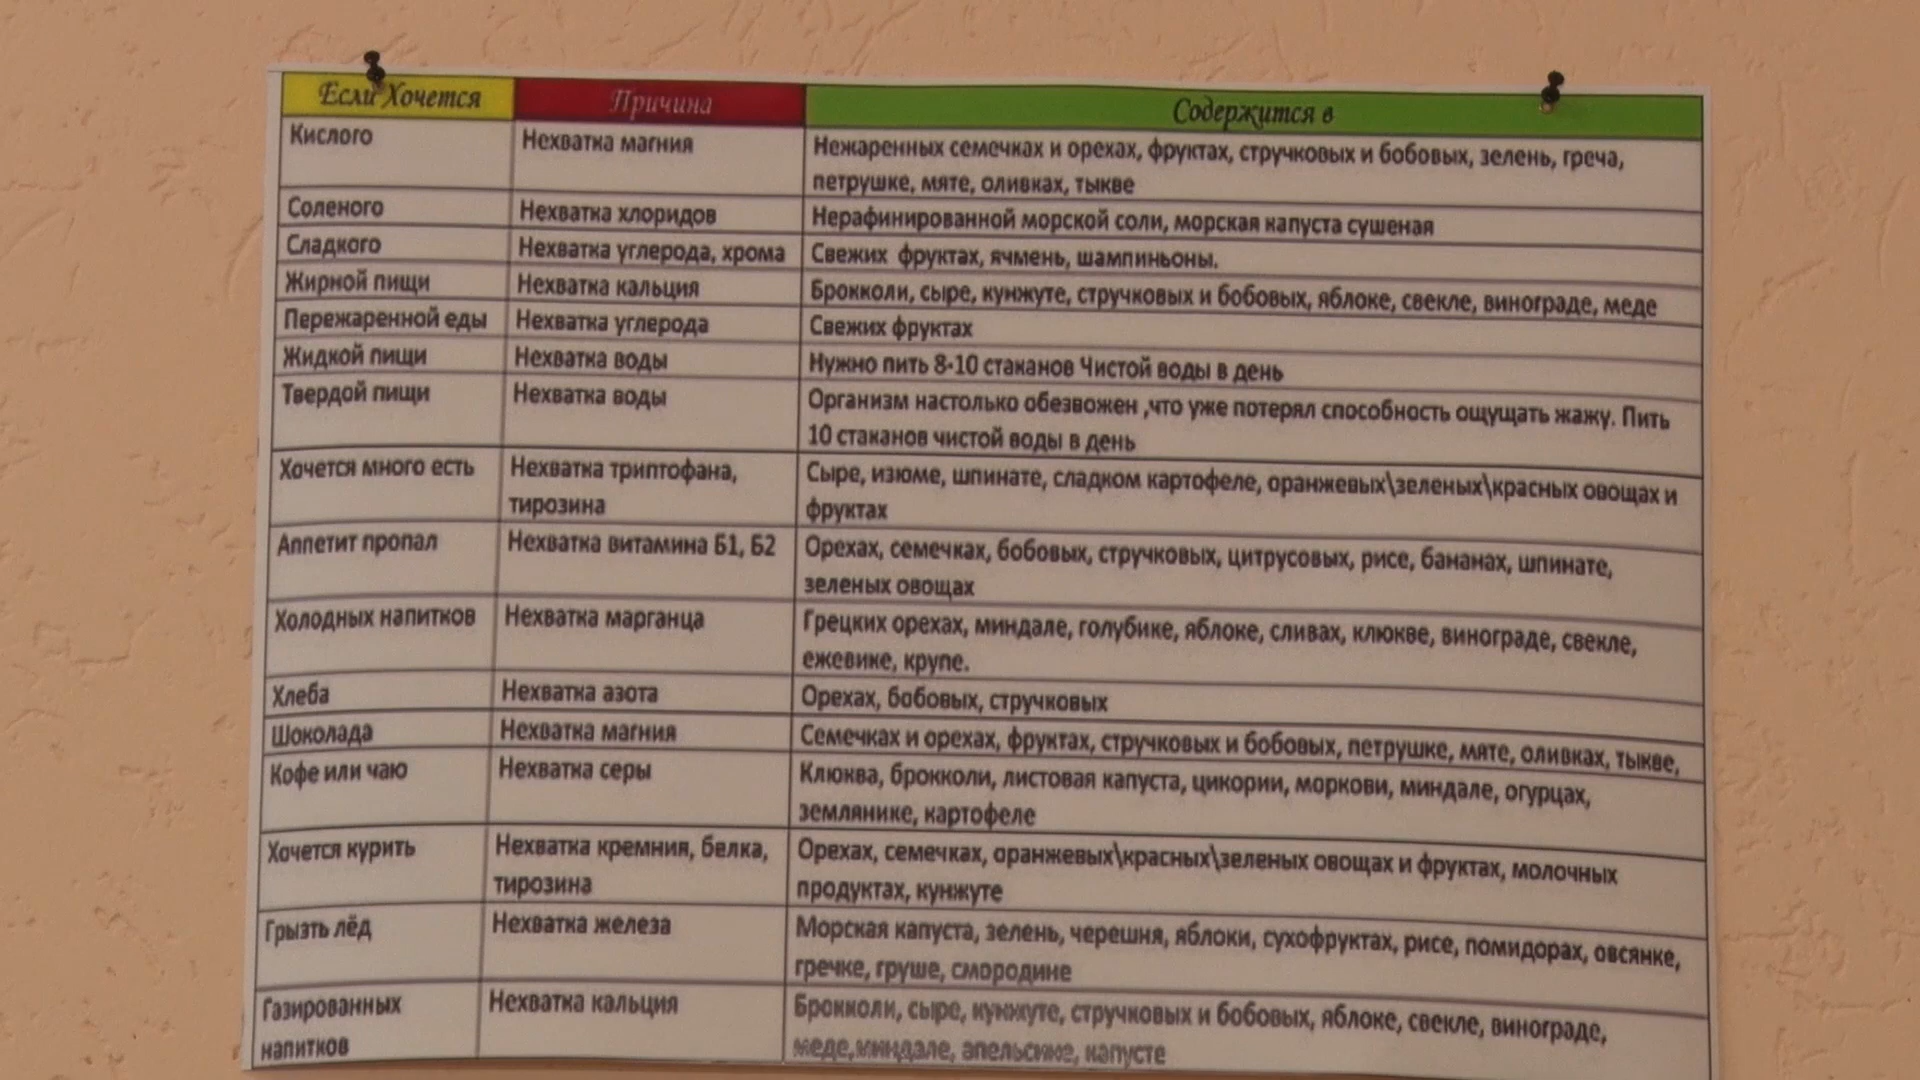 Если Хочется Причина Содержится в
Кислого Нехватка магния Нежаренных семечках и орехах, фруктах, стручковых и бобовых, зелень, греча,
петрушке, мяте, оливках, тыкве
Соленого Нехватка хлоридов Нерафинированной морской соли, морская капуста сушеная
Сладкого Нехватка углерода, хрома Свежих фруктах, ячмень, шампиньоны.
Жирной пищи Нехватка кальция Брокколи, сыре, кунжуте, стручковых и бобовых, яблоке, свекле, винограде, меде
Пережаренной еды Нехватка углерода Свежих фруктах
Жидкой пищи Нехватка воды Нужно пить 8-10 стаканов Чистой воды в день
Твердой пищи Нехватка воды Организм настолько обезвожен ,что уже потерял способность ощущать жажу. Пить
10 стаканов чистой воды в день
Хочется много есть Нехватка триптофана, Сыре, изюме, шпинате, сладком картофеле, оранжевых\зеленых\красных овощах и
тирозина фруктах
Аппетит пропал Нехватка витамина Б1, Б2 Орехах, семечках, бобовых, стручковых, цитрусовых, рисе, бананах, шпинате,
зеленых овощах
Холодных напитков Нехватка марганца Грецких орехах, миндале, голубике, яблоке, сливах, клюкве, винограде, свекле,
ежевике, крупе.
Хлеба Нехватка азота Орехах, бобовых, стручковых
Шоколада Нехватка магния Семечках и орехах, фруктах, стручковых и бобовых, петрушке, мяте, оливках, тыкве,
Кофе или чаю Нехватка серы Клюква, брокколи, листовая капуста, цикории, моркови, миндале, огурцах,
землянике, картофеле
Хочется курить Нехватка кремния, белка, Орехах, семечках, оранжевых\красных\зеленых овощах и фруктах, молочных
тирозина продуктах, кунжуте
Грызть лёд Нехватка железа Морская капуста, зелень, черешня, яблоки, сухофруктах, рисе, помидорах, овсянке,
гречке, груше, смородине
Газированных Нехватка кальция Брокколи, сыре, кунжуте, стручковых и бобовых, яблоке, свекле, винограде,
напитков меде,миндале, апельсине, капусте